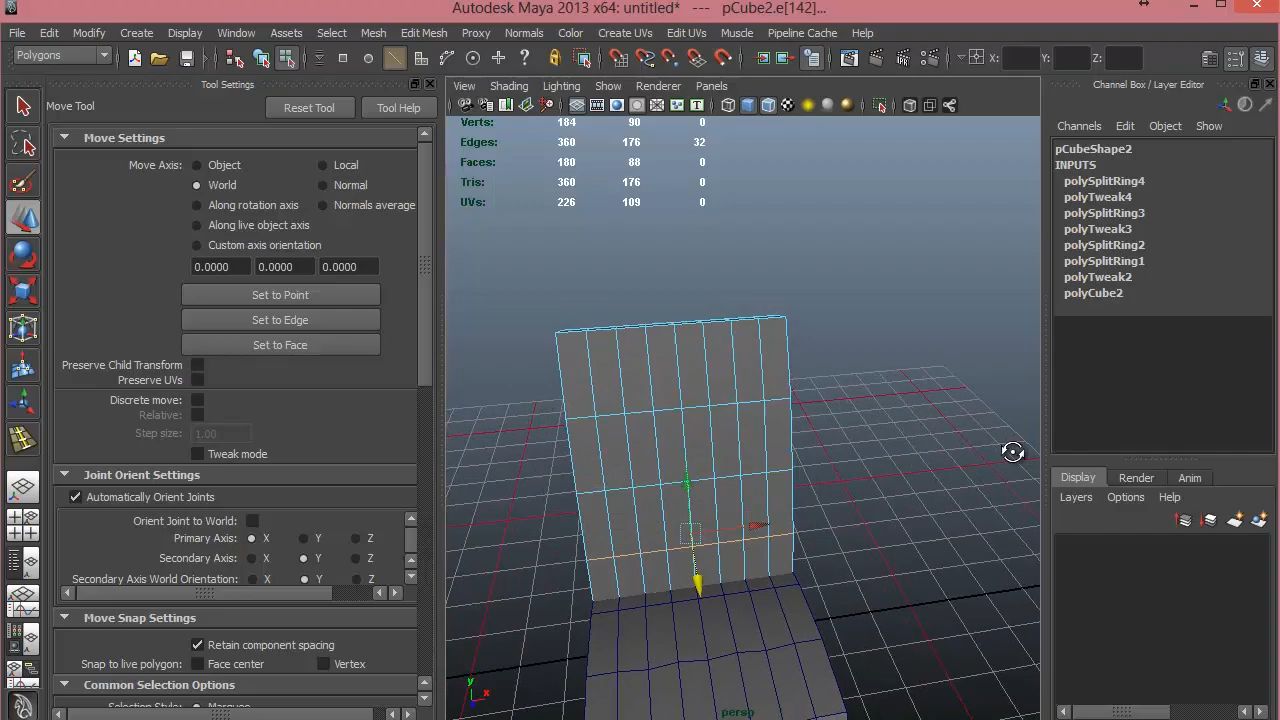 Autodesk Maya 2013 x64: untitled*   ---   pCube2.e[142]...
File Edit Modify Create Display Window Assets Select Mesh Edit Mesh Proxy Normals Color Create UVs Edit UVs Muscle Pipeline Cache Help
Polygons X: Y: Z:
Tool Settings
Move Tool Reset Tool Tool Help
Move Settings
Move Axis: Object Local
World Normal
Along rotation axis Normals average
Along live object axis
Custom axis orientation
0.0000 0.0000 0.0000
Set to Point
Set to Edge
Set to Face
Preserve Child Transform
Preserve UVs
Discrete move:
Relative:
Step size: 1.00
Tweak mode
Joint Orient Settings
Automatically Orient Joints
Orient Joint to World:
Primary Axis: X Y Z
Secondary Axis: X Y Z
Secondary Axis World Orientation: X Y Z
Move Snap Settings
Retain component spacing
Snap to live polygon: Face center Vertex
Common Selection Options
Selection Style: Marquee
View Shading Lighting Show Renderer Panels
Verts: 184 90 0
Edges: 360 176 32
Faces: 180 88 0
Tris: 360 176 0
UVs: 226 109 0
y
x
persp
Channel Box / Layer Editor
Channels Edit Object Show
pCubeShape2
INPUTS
polySplitRing4
polyTweak4
polySplitRing3
polyTweak3
polySplitRing2
polySplitRing1
polyTweak2
polyCube2
Display Render Anim
Layers Options Help